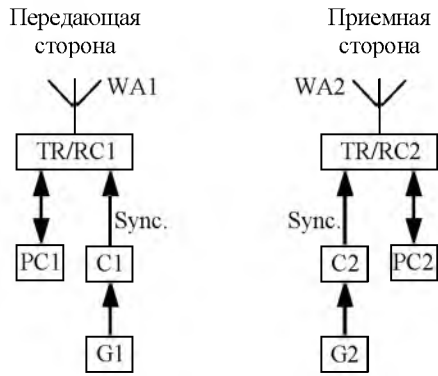 Передающая
сторона
Приемная
сторона
WA1
WA2
TR/RC1
TR/RC2
Sync.
Sync.
PC1
C1
C2
PC2
G1
G2